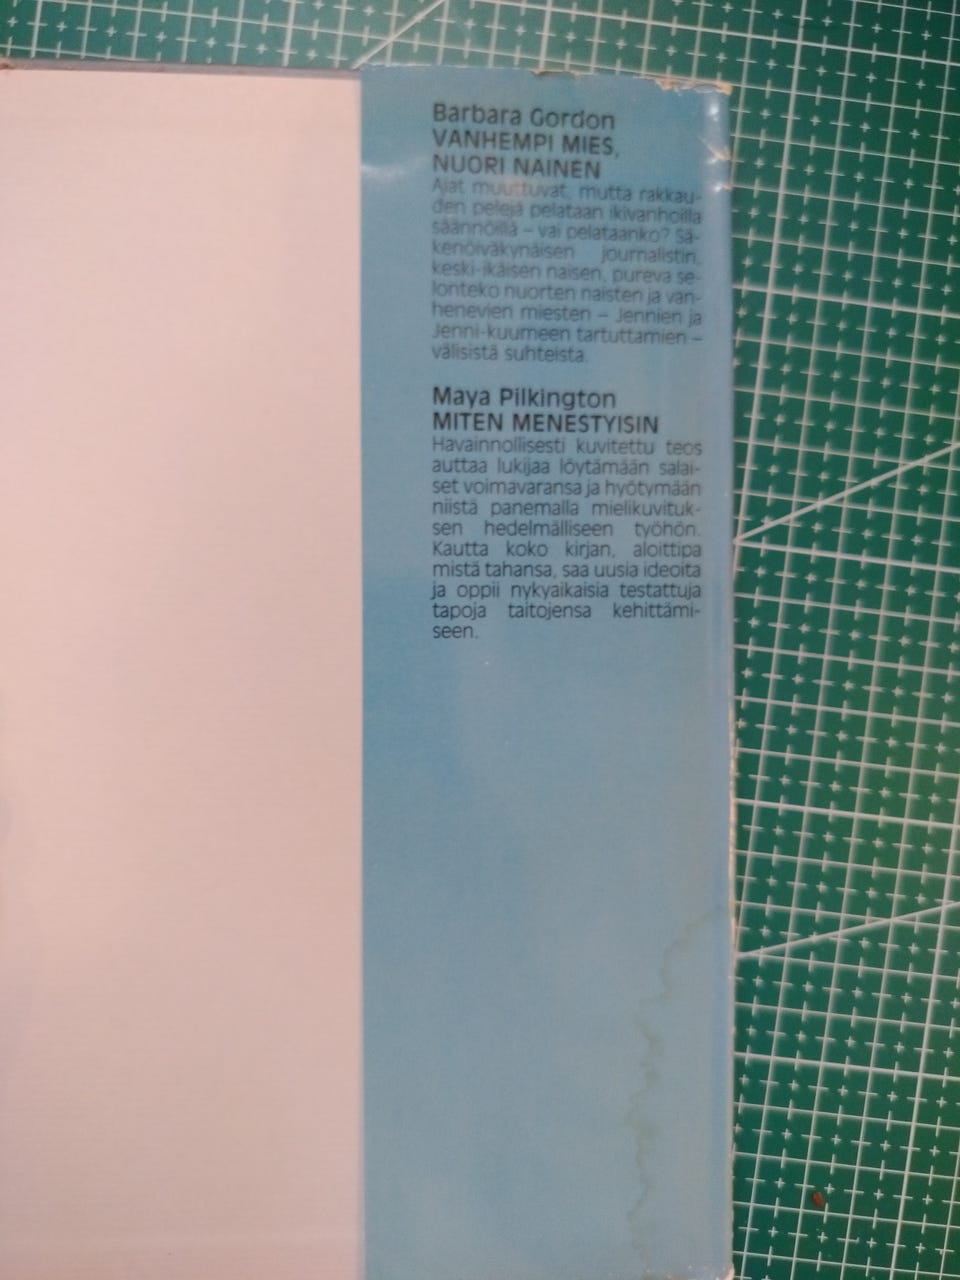 Barbara Gordon
VANHEMPI MIES,
NUORI NAINEN
Ajat muuttuvat, mutta rakkau-
den pelejä pelataan ikivanhoilla
säännöillä – vai pelataanko? Sä-
kenöiväkynäisen journalistin,
keski-ikäisen naisen, pureva se-
lonteko nuorten naisten ja van-
henevien miesten – Jennien ja
Jenni-kuumeen tartuttamien –
välisistä suhteista.
Maya Pilkington
MITEN MENESTYISIN
Havainnollisesti kuvitettu teos
auttaa lukijaa löytämään salai-
set voimavaransa ja hyötymään
niistä panemalla mielikuvituk-
sen hedelmälliseen työhön.
Kautta koko kirjan, aloittipa
mistä tahansa, saa uusia ideoita
ja oppii nykyaikaisia testattuja
tapoja taitojensa kehittämi-
seen.